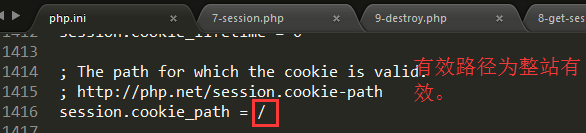 php.ini × 7-session.php × 9-destroy.php × 8-get-ses
1412 session.cookie_lifetime = 0
1413
1414 ; The path for which the cookie is valid.
1415 ; http://php.net/session.cookie-path
1416 session.cookie_path = /
1417
有效路径为整站有
效。